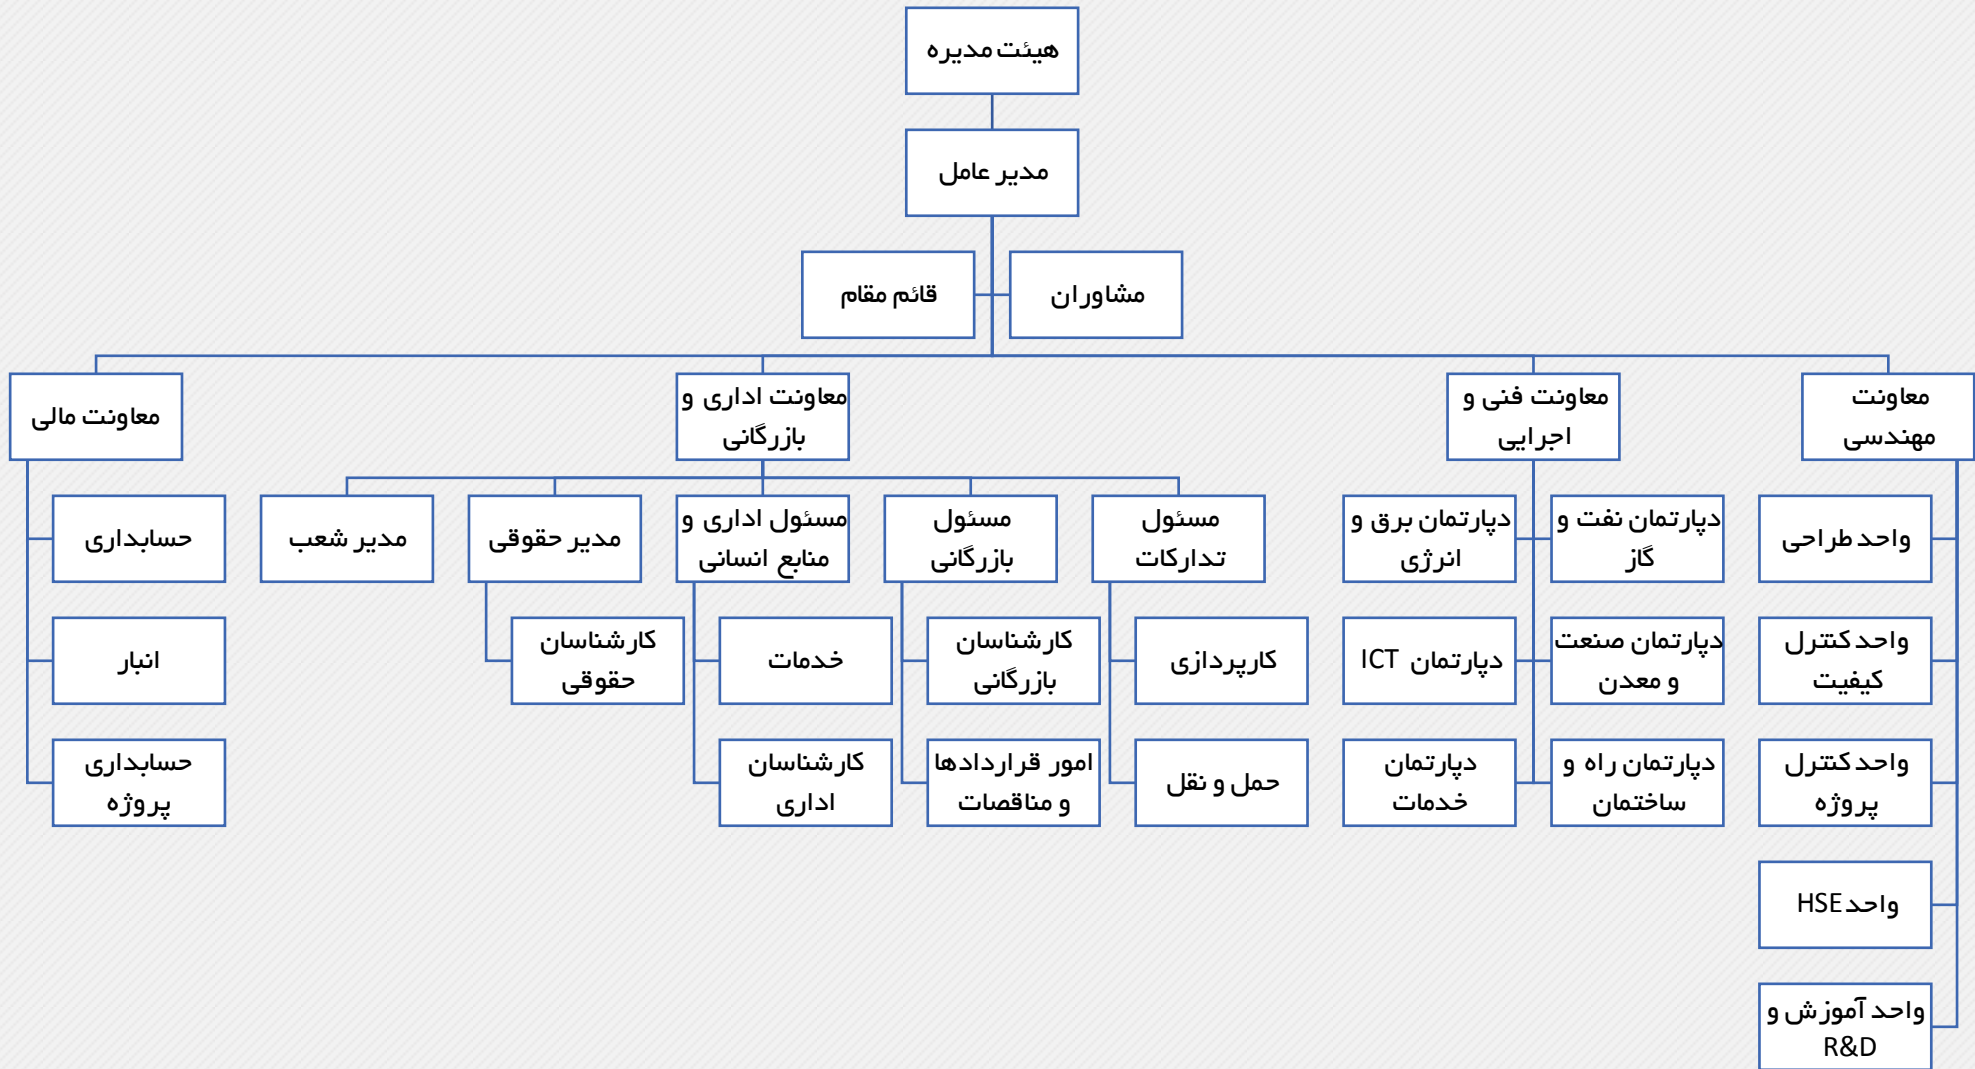 هیئت مدیره
مدیر عامل
مشاوران
قائم مقام
معاونت
مهندسی
معاونت فنی و
اجرایی
معاونت اداری و
بازرگانی
معاونت مالی
واحد طراحی
دپارتمان نفت و
گاز
دپارتمان برق و
انرژی
مسئول
تدارکات
مسئول
بازرگانی
مسئول اداری و
منابع انسانی
مدیر حقوقی
مدیر شعب
حسابداری
واحد کنترل
کیفیت
دپارتمان صنعت
و معدن
دپارتمان ICT
کارپردازی
کارشناسان
بازرگانی
خدمات
کارشناسان
حقوقی
انبار
واحد کنترل
پروژه
دپارتمان راه و
ساختمان
دپارتمان
خدمات
حمل و نقل
امور قراردادها
و مناقصات
کارشناسان
اداری
حسابداری
پروژه
واحد HSE
واحد آموزش و
R&D